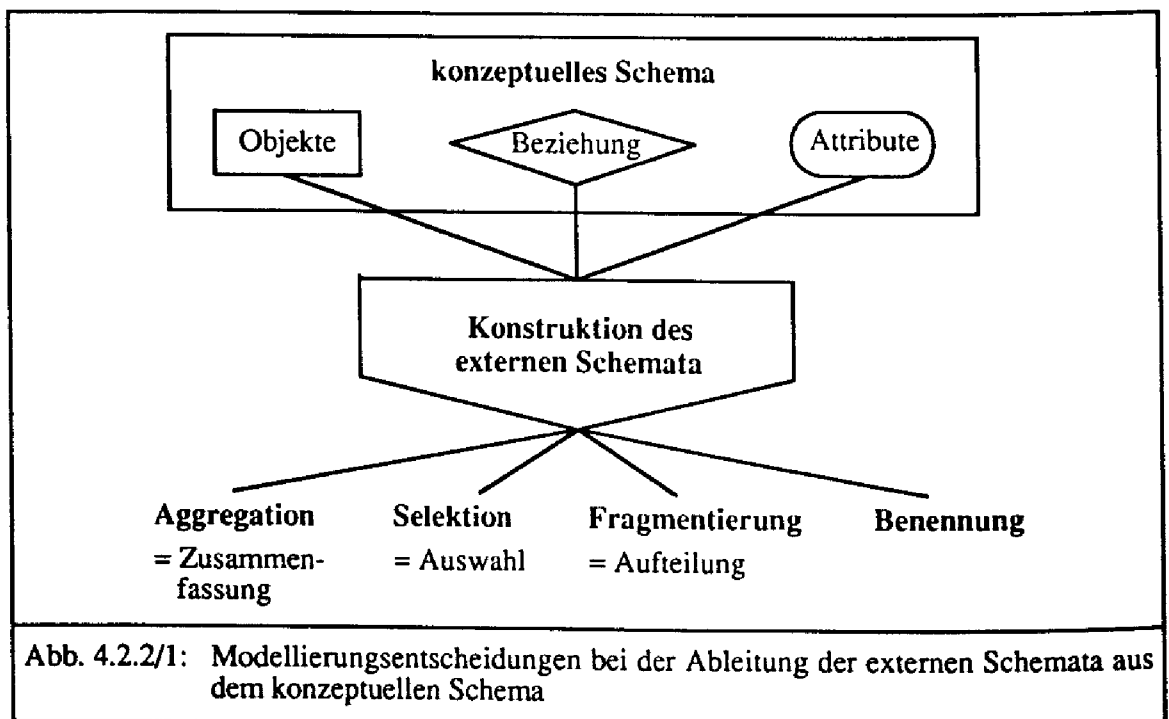 konzeptuelles Schema
Objekte
Beziehung
Attribute
Konstruktion des
externen Schemata
Aggregation
= Zusammen-
fassung
Selektion
= Auswahl
Fragmentierung
= Aufteilung
Benennung
Abb. 4.2.2/1: Modellierungsentscheidungen bei der Ableitung der externen Schemata aus
dem konzeptuellen Schema